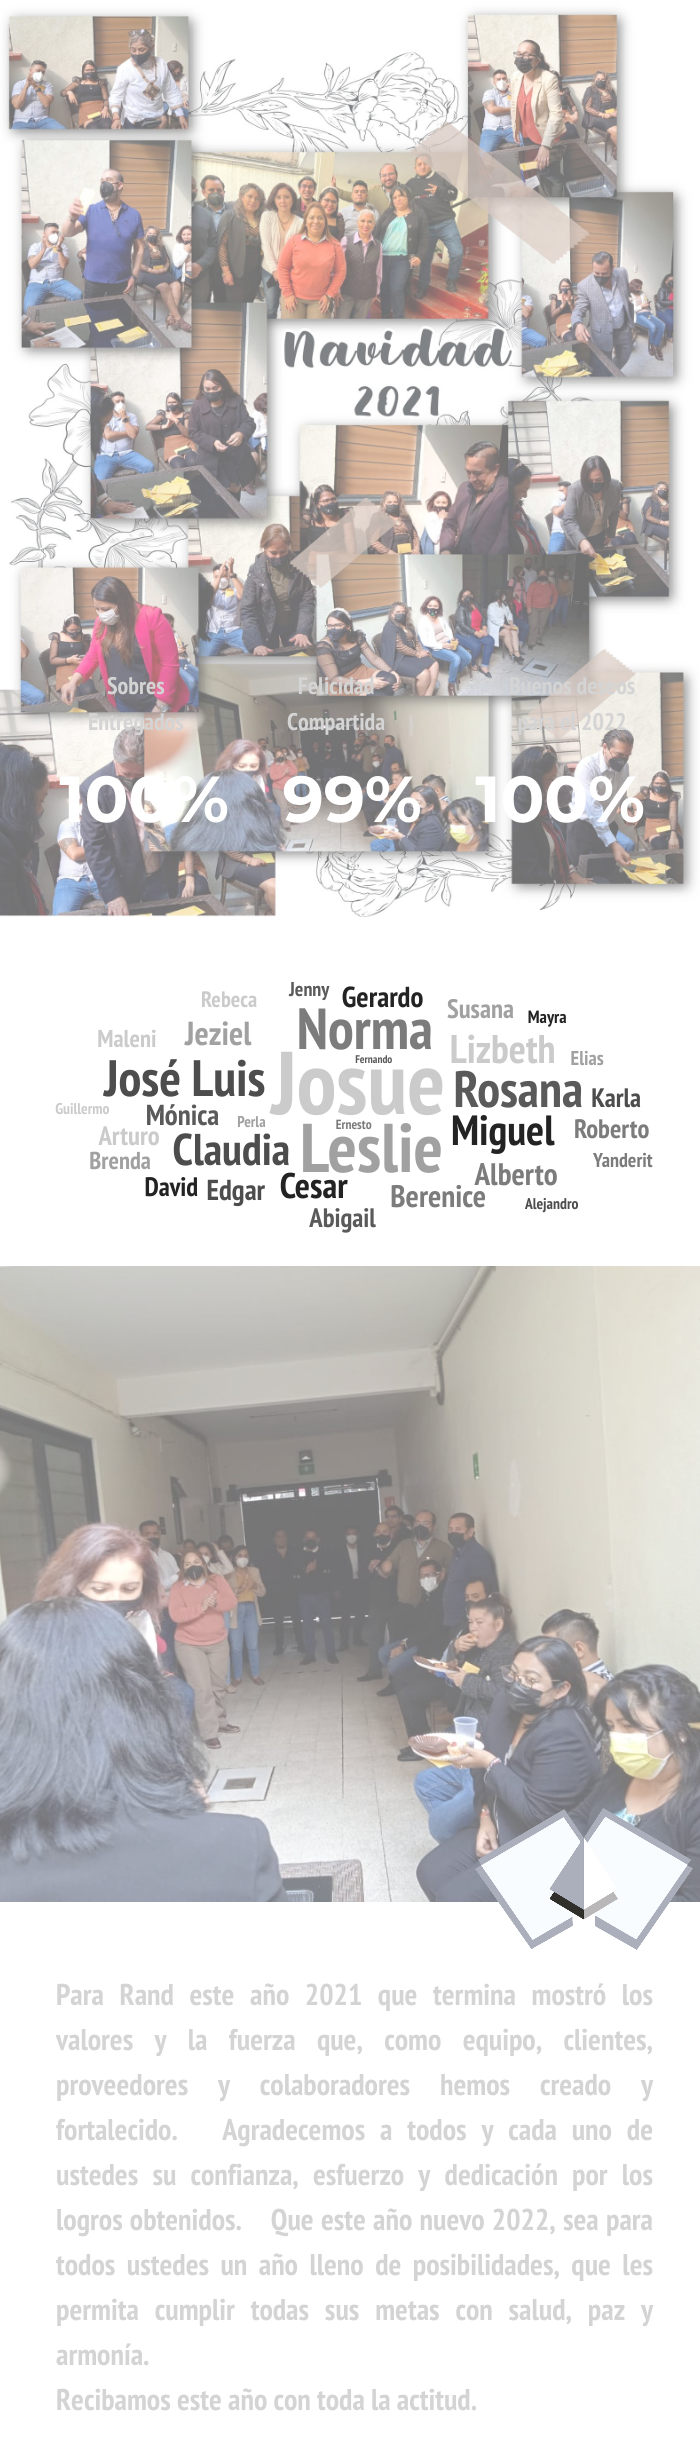 Navidad
2021
Sobres Felicidad Buenos deseos
Entregados Compartida para el 2022
100% 99% 100%
Rebeca Jenny Gerardo Susana Mayra
Maleni Jeziel Norma Lizbeth Elias
Fernando
José Luis Josue Rosana Karla
Guillermo Mónica Perla Ernesto Miguel Roberto
Arturo Claudia Leslie
Brenda Alberto Yanderit
David Edgar Cesar Berenice Alejandro
Abigail
Para Rand este año 2021 que termina mostró los
valores y la fuerza que, como equipo, clientes,
proveedores y colaboradores hemos creado y
fortalecido. Agradecemos a todos y cada uno de
ustedes su confianza, esfuerzo y dedicación por los
logros obtenidos. Que este año nuevo 2022, sea para
todos ustedes un año lleno de posibilidades, que les
permita cumplir todas sus metas con salud, paz y
armonía.
Recibamos este año con toda la actitud.